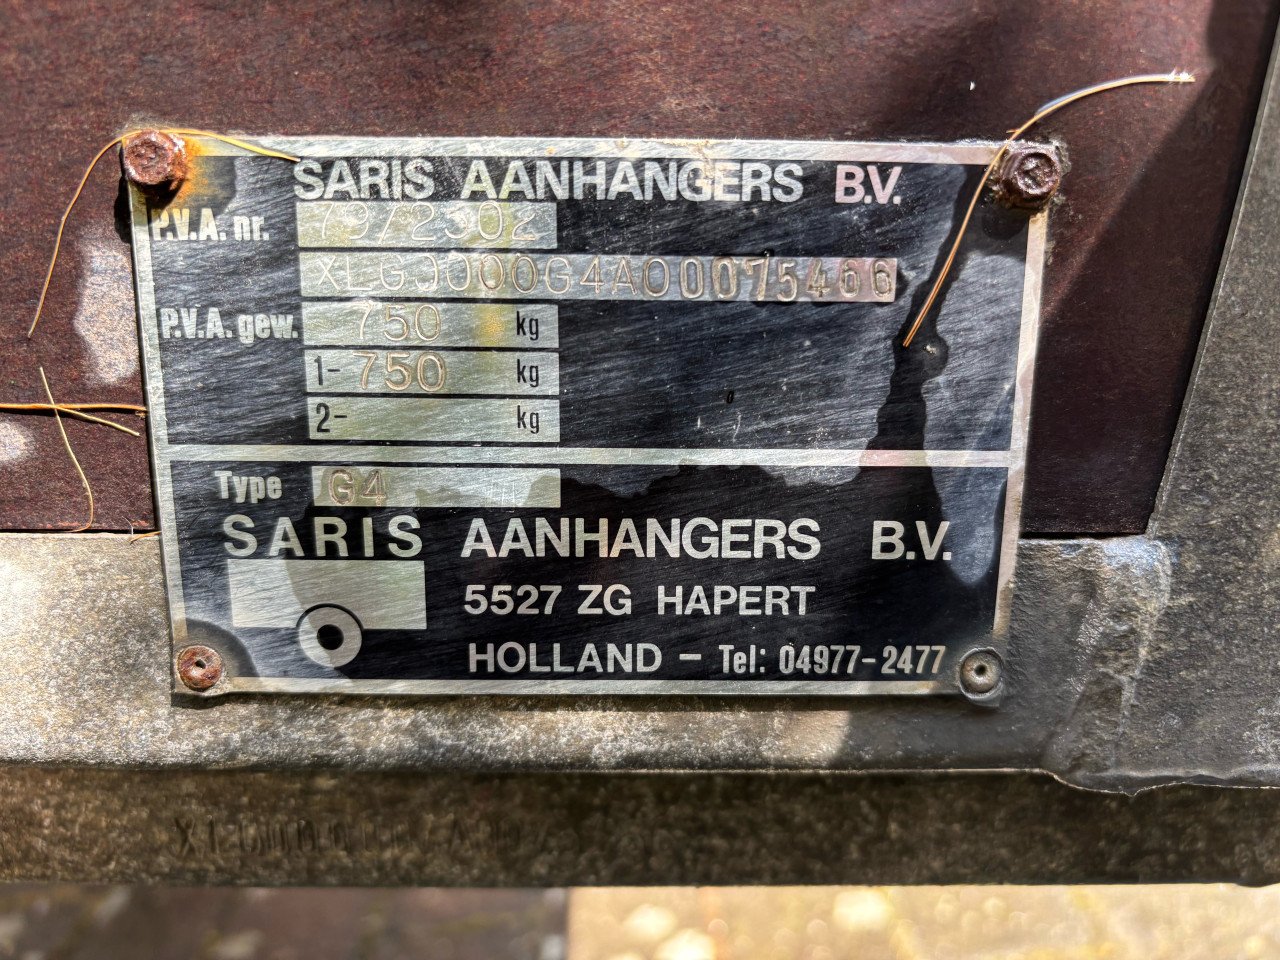 SARIS AANHANGERS B.V.
P.V.A. nr. 79/2302
XLGJ000G4A00075466
P.V.A. gew. 750 kg
1- 750 kg
2- kg
Type G4
SARIS AANHANGERS B.V.
5527 ZG HAPERT
HOLLAND - Tel: 04977-2477